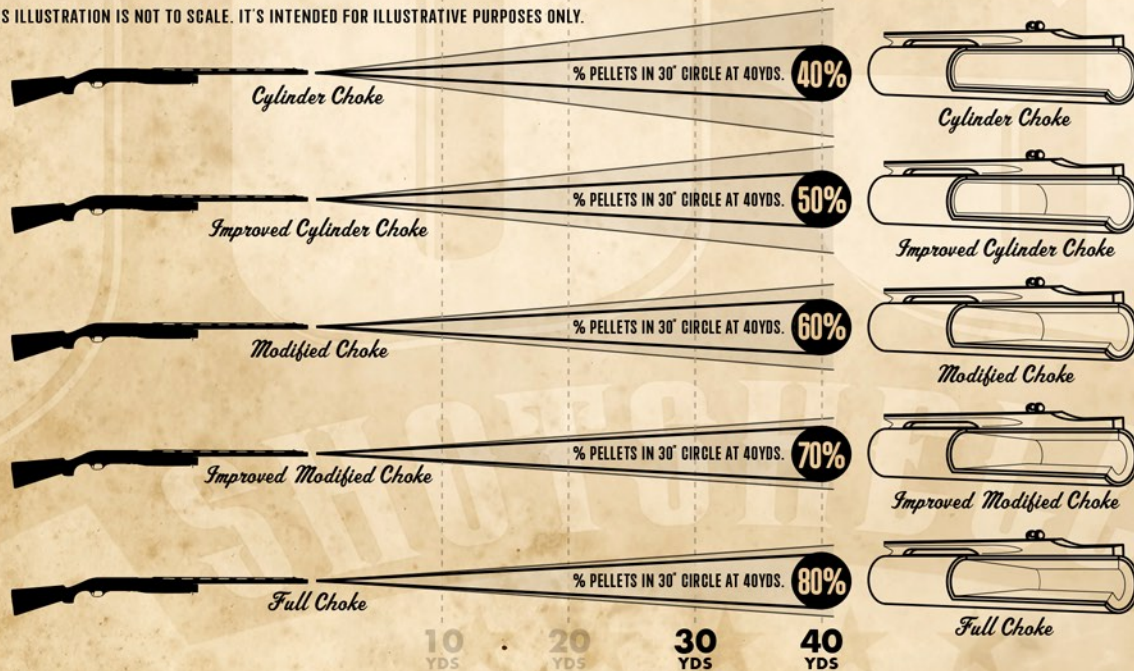 S ILLUSTRATION IS NOT TO SCALE. IT'S INTENDED FOR ILLUSTRATIVE PURPOSES ONLY.
% PELLETS IN 30" CIRCLE AT 40YDS. 40%
Cylinder Choke
Cylinder Choke
% PELLETS IN 30" CIRCLE AT 40YDS. 50%
Improved Cylinder Choke
Improved Cylinder Choke
% PELLETS IN 30" CIRCLE AT 40YDS. 60%
Modified Choke
Modified Choke
% PELLETS IN 30" CIRCLE AT 40YDS. 70%
Improved Modified Choke
Improved Modified Choke
% PELLETS IN 30" CIRCLE AT 40YDS. 80%
Full Choke
Full Choke
10 YDS
20 YDS
30 YDS
40 YDS